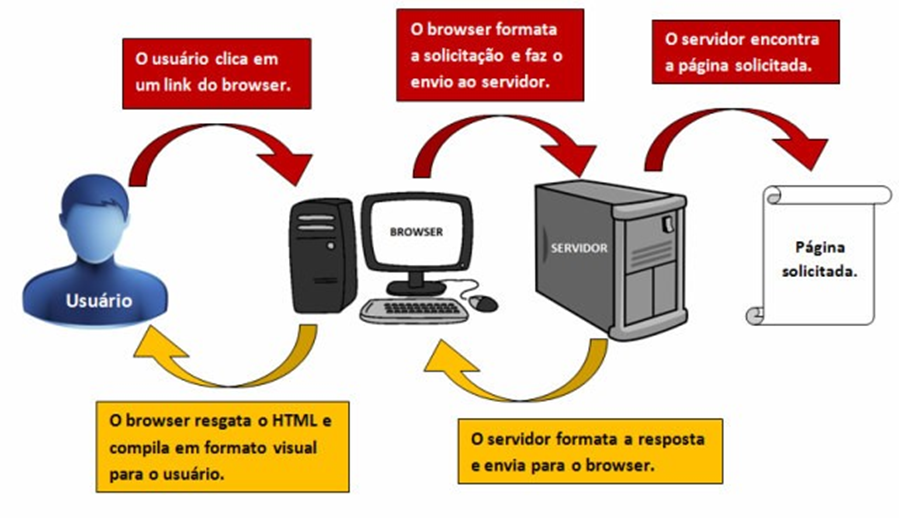 O usuário clica em
um link do browser.
O browser formata
a solicitação e faz o
envio ao servidor.
O servidor encontra
a página solicitada.
Usuário
BROWSER
SERVIDOR
Página
solicitada.
O browser resgata o HTML e
compila em formato visual
para o usuário.
O servidor formata a resposta
e envia para o browser.